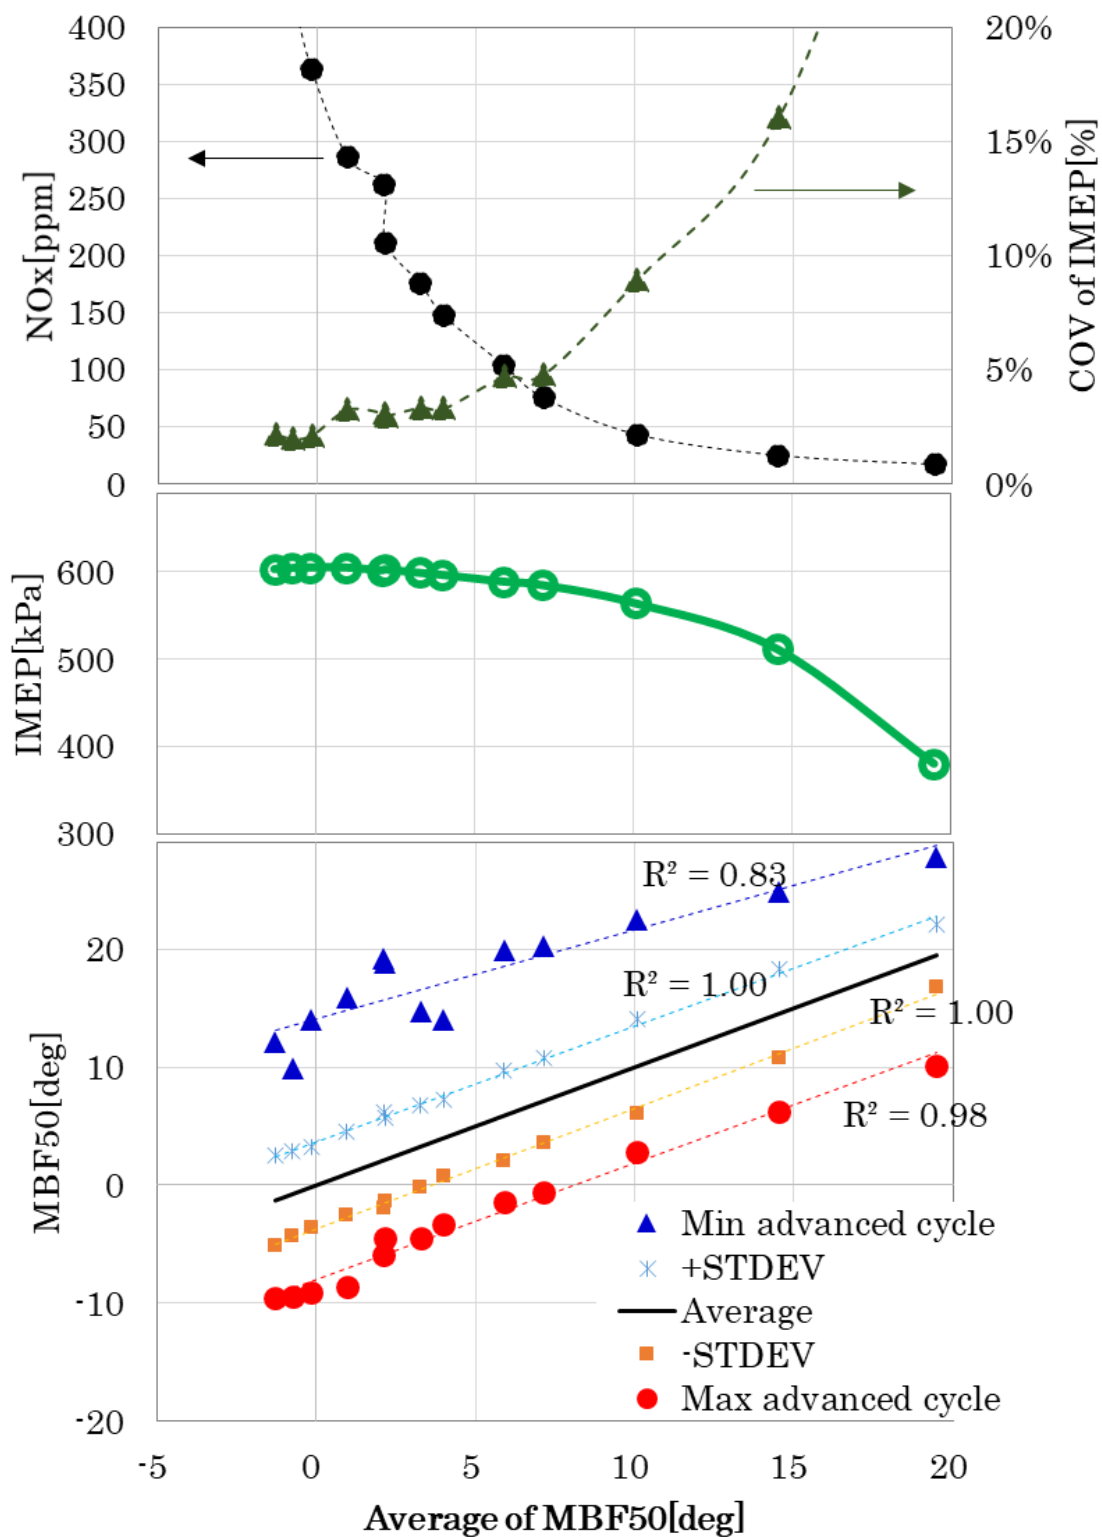 400
350
300
250
200
150
100
50
0
NOx[ppm]
20%
15%
10%
5%
0%
COV of IMEP[%]
600
500
400
300
IMEP[kPa]
20
10
0
-10
-20
MBF50[deg]
R² = 0.83
R² = 1.00
R² = 1.00
R² = 0.98
Min advanced cycle
+STDEV
Average
-STDEV
Max advanced cycle
-5 0 5 10 15 20
Average of MBF50[deg]